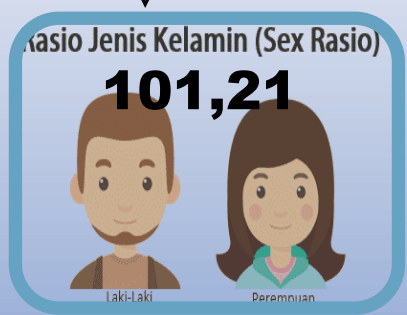 Rasio Jenis Kelamin (Sex Rasio)
101,21
Laki-Laki
Perempuan